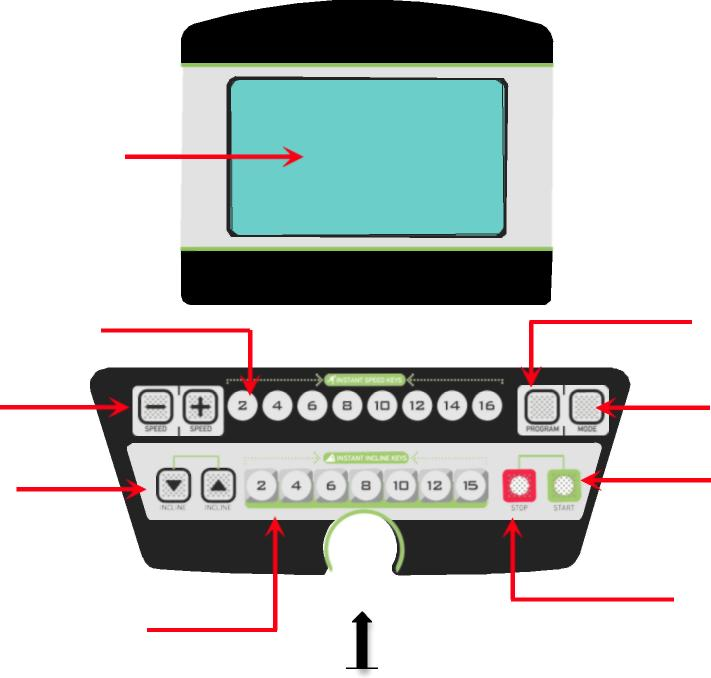 INSTANT SPEED KEYS
2 4 6 8 10 12 14 16
SPEED SPEED
PROGRAM MODE
INSTANT INCLINE KEYS
2 4 6 8 10 12 15
INCLINE INCLINE
STOP START